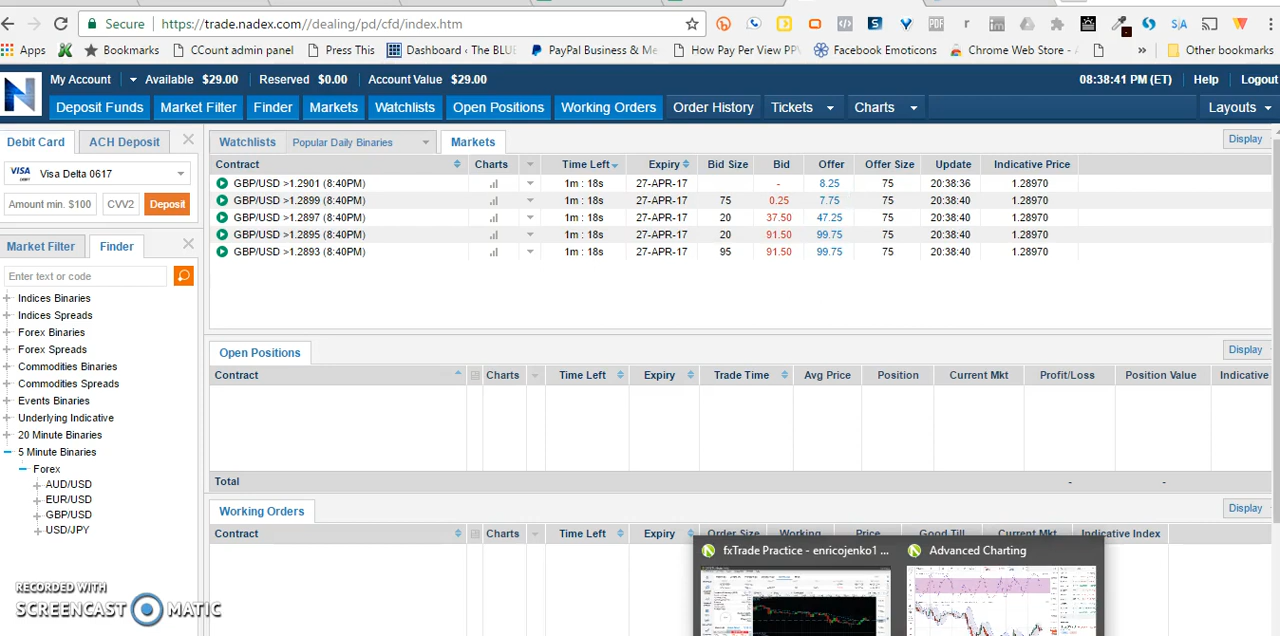 Secure https://trade.nadex.com//dealing/pd/cfd/index.htm
Apps Bookmarks CCount admin panel Press This Dashboard ‹ The BLUE PayPal Business & Me How Pay Per View PPV Facebook Emoticons Chrome Web Store - » Other bookmarks
My Account Available $29.00 Reserved $0.00 Account Value $29.00 08:38:41 PM (ET) Help Logout
N
Deposit Funds Market Filter Finder Markets Watchlists Open Positions Working Orders Order History Tickets Charts Layouts
Debit Card ACH Deposit
VISA Visa Delta 0617
Amount min. $100 CVV2 Deposit
Market Filter Finder
Enter text or code
Indices Binaries
Indices Spreads
Forex Binaries
Forex Spreads
Commodities Binaries
Commodities Spreads
Events Binaries
Underlying Indicative
20 Minute Binaries
5 Minute Binaries
Forex
AUD/USD
EUR/USD
GBP/USD
USD/JPY
Watchlists Popular Daily Binaries Markets Display
Contract Charts Time Left Expiry Bid Size Bid Offer Offer Size Update Indicative Price
GBP/USD >1.2901 (8:40PM) 1m : 18s 27-APR-17 - 8.25 75 20:38:36 1.28970
GBP/USD >1.2899 (8:40PM) 1m : 18s 27-APR-17 75 0.25 7.75 75 20:38:40 1.28970
GBP/USD >1.2897 (8:40PM) 1m : 18s 27-APR-17 20 37.50 47.25 75 20:38:40 1.28970
GBP/USD >1.2895 (8:40PM) 1m : 18s 27-APR-17 20 91.50 99.75 75 20:38:40 1.28970
GBP/USD >1.2893 (8:40PM) 1m : 18s 27-APR-17 95 91.50 99.75 75 20:38:40 1.28970
Open Positions Display
Contract Charts Time Left Expiry Trade Time Avg Price Position Current Mkt Profit/Loss Position Value Indicative
Total - -
Working Orders Display
Contract Charts Time Left Expiry Order Size Working Price Good Till Current Mkt Indicative Index
fxTrade Practice - enricojenko1 ... Advanced Charting
RECORDED WITH
SCREENCAST MATIC